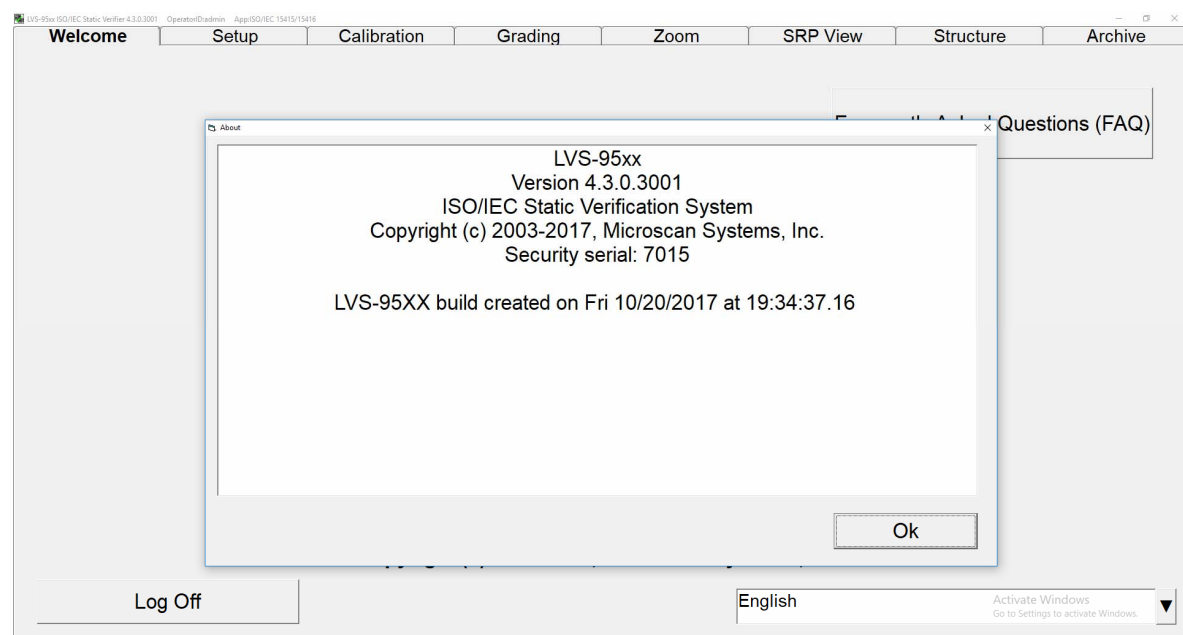 LVS-95xx ISO/IEC Static Verifier 4.3.0.3001 OperatorID:admin App:ISO/IEC 15415/15416
Welcome Setup Calibration Grading Zoom SRP View Structure Archive
Questions (FAQ)
About
LVS-95xx
Version 4.3.0.3001
ISO/IEC Static Verification System
Copyright (c) 2003-2017, Microscan Systems, Inc.
Security serial: 7015
LVS-95XX build created on Fri 10/20/2017 at 19:34:37.16
Ok
Log Off
English
Activate Windows
Go to Settings to activate Windows.